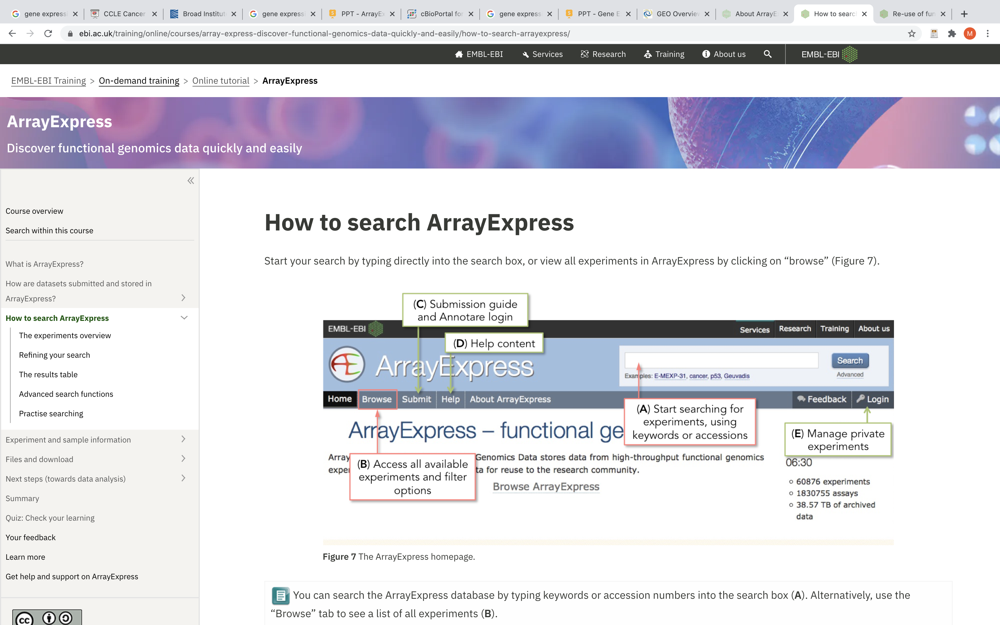 gene express
CCLE Cancer
Broad Institut
gene express
PPT - ArrayEx
cBioPortal for
gene express
PPT - Gene E
GEO Overview
About ArrayE
How to search
Re-use of fun
ebi.ac.uk/training/online/courses/array-express-discover-functional-genomics-data-quickly-and-easily/how-to-search-arrayexpress/
M
EMBL-EBI Services Research Training About us EMBL-EBI
EMBL-EBI Training > On-demand training > Online tutorial > ArrayExpress
ArrayExpress
Discover functional genomics data quickly and easily
Course overview
Search within this course
What is ArrayExpress?
How are datasets submitted and stored in
ArrayExpress?
How to search ArrayExpress
The experiments overview
Refining your search
The results table
Advanced search functions
Practise searching
Experiment and sample information
Files and download
Next steps (towards data analysis)
Summary
Quiz: Check your learning
Your feedback
Learn more
Get help and support on ArrayExpress
cc
How to search ArrayExpress
Start your search by typing directly into the search box, or view all experiments in ArrayExpress by clicking on “browse” (Figure 7).
(C) Submission guide
and Annotare login
EMBL-EBI
Services Research Training About us
(D) Help content
ArrayExpress
Search
Examples: E-MEXP-31, cancer, p53, Geuvadis
Advanced
Home Browse Submit Help About ArrayExpress Feedback Login
(A) Start searching for
experiments, using
keywords or accessions
ArrayExpress – functional ge
(E) Manage private
experiments
Array
Genomics Data stores data from high-throughput functional genomics
exper
ta for reuse to the research community.
(B) Access all available
experiments and filter
options
Browse ArrayExpress
06:30
60876 experiments
1830755 assays
38.57 TB of archived
data
Figure 7 The ArrayExpress homepage.
You can search the ArrayExpress database by typing keywords or accession numbers into the search box (A). Alternatively, use the
“Browse” tab to see a list of all experiments (B).